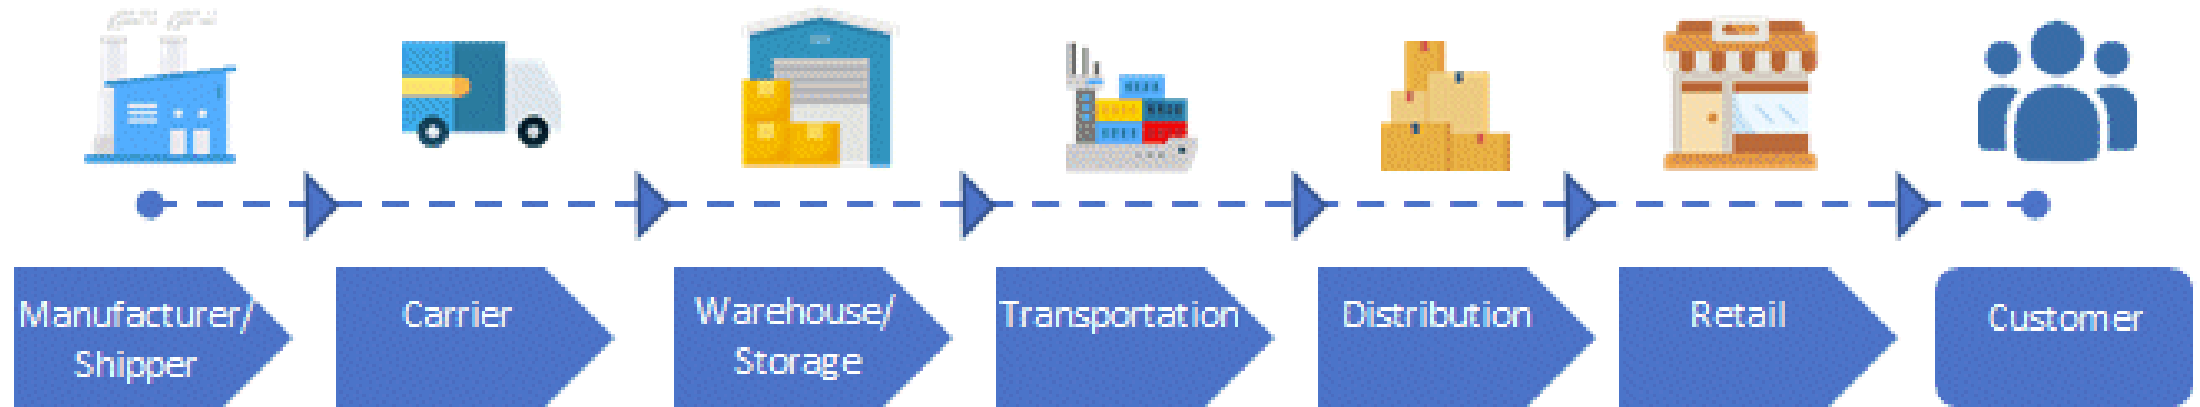 Manufacturer/
Shipper
Carrier
Warehouse/
Storage
Transportation
Distribution
Retail
Customer